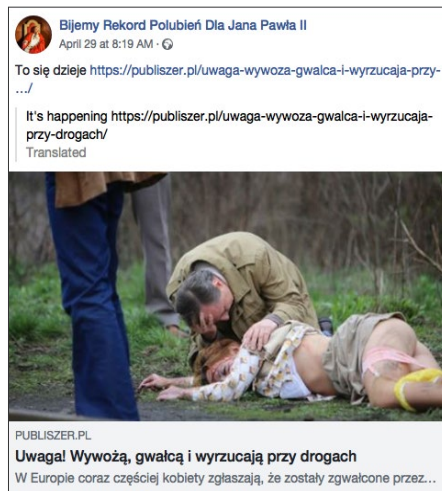 Bijemy Rekord Polubień Dla Jana Pawła II
April 29 at 8:19 AM ·
To się dzieje https://publiszer.pl/uwaga-wywoza-gwalca-i-wyrzucaja-przy-
…/
It's happening https://publiszer.pl/uwaga-wywoza-gwalca-i-wyrzucaja-
przy-drogach/
Translated
PUBLISZER.PL
Uwaga! Wywożą, gwałcą i wyrzucają przy drogach
W Europie coraz częściej kobiety zgłaszają, że zostały zgwałcone przez...